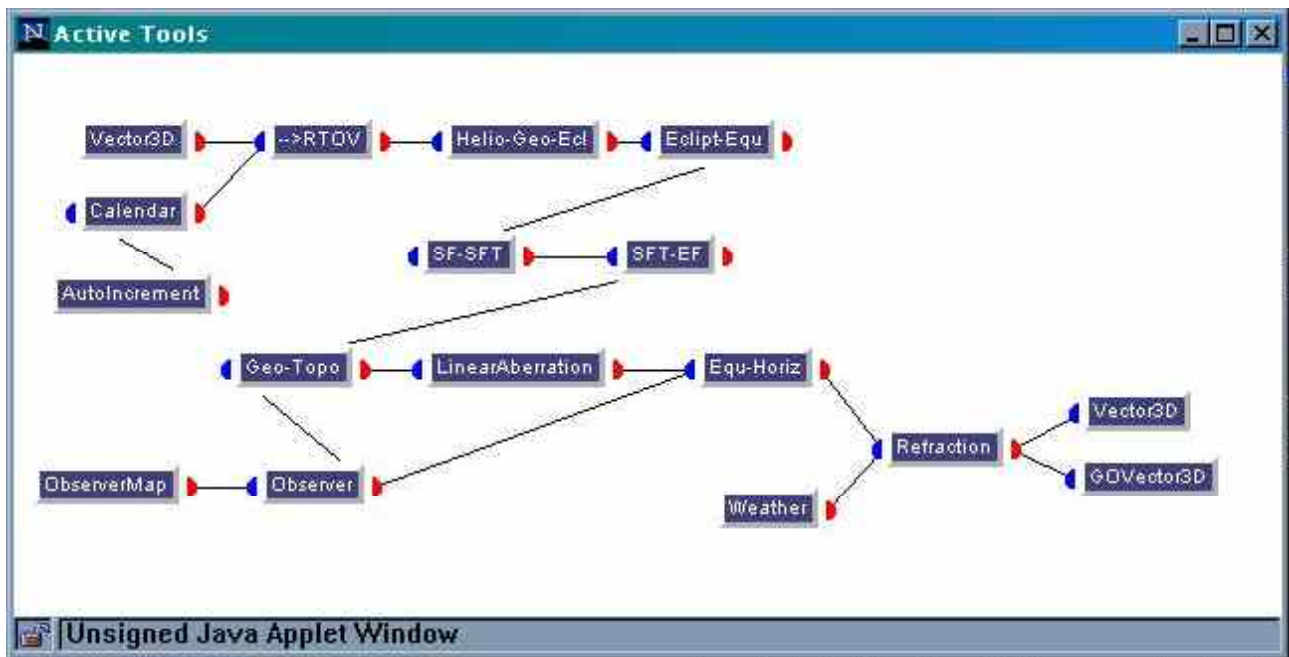 N Active Tools
Vector3D
-->RTOV
Helio-Geo-Ecl
Eclipt-Equ
Calendar
SF-SFT
SFT-EF
AutoIncrement
Geo-Topo
LinearAberration
Equ-Horiz
Vector3D
Refraction
GOVector3D
ObserverMap
Observer
Weather
Unsigned Java Applet Window